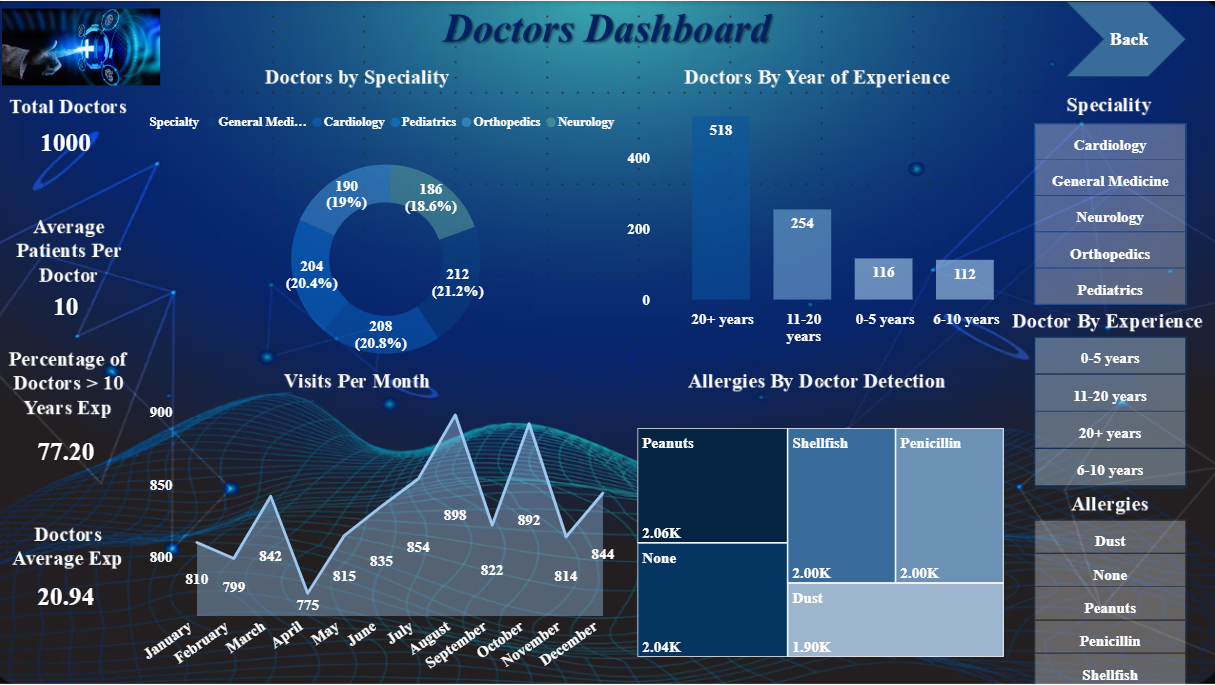 Doctors Dashboard
Back
Total Doctors
1000
Average
Patients Per
Doctor
10
Percentage of
Doctors > 10
Years Exp
77.20
Doctors
Average Exp
20.94
Doctors by Speciality
Specialty General Medi... Cardiology Pediatrics Orthopedics Neurology
190
(19%)
186
(18.6%)
204
(20.4%)
212
(21.2%)
208
(20.8%)
Doctors By Year of Experience
400
200
0
518
254
116
112
20+ years
11-20
years
0-5 years
6-10 years
Visits Per Month
900
850
800
810
799
842
775
815
835
854
898
822
892
814
844
January
February
March
April
May
June
July
August
September
October
November
December
Allergies By Doctor Detection
Peanuts
2.06K
None
2.04K
Shellfish
2.00K
Penicillin
2.00K
Dust
1.90K
Speciality
Cardiology
General Medicine
Neurology
Orthopedics
Pediatrics
Doctor By Experience
0-5 years
11-20 years
20+ years
6-10 years
Allergies
Dust
None
Peanuts
Penicillin
Shellfish